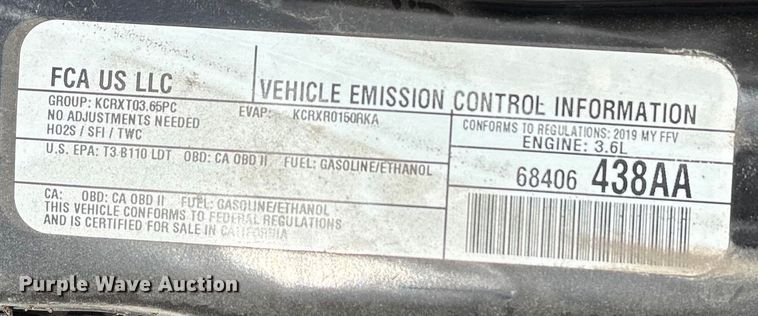 FCA US LLC
VEHICLE EMISSION CONTROL INFORMATION
GROUP: KCRXT03.65PC
EVAP: KCRXR0150RKA
NO ADJUSTMENTS NEEDED
HO2S / SFI / TWC
CONFORMS TO REGULATIONS: 2019 MY FFV
ENGINE: 3.6L
U.S. EPA: T3 B110 LDT OBD: CA OBD II FUEL: GASOLINE/ETHANOL
68406 438AA
CA: OBD: CA OBD II FUEL: GASOLINE/ETHANOL
THIS VEHICLE CONFORMS TO FEDERAL REGULATIONS
AND IS CERTIFIED FOR SALE IN CALIFORNIA
Purple Wave Auction